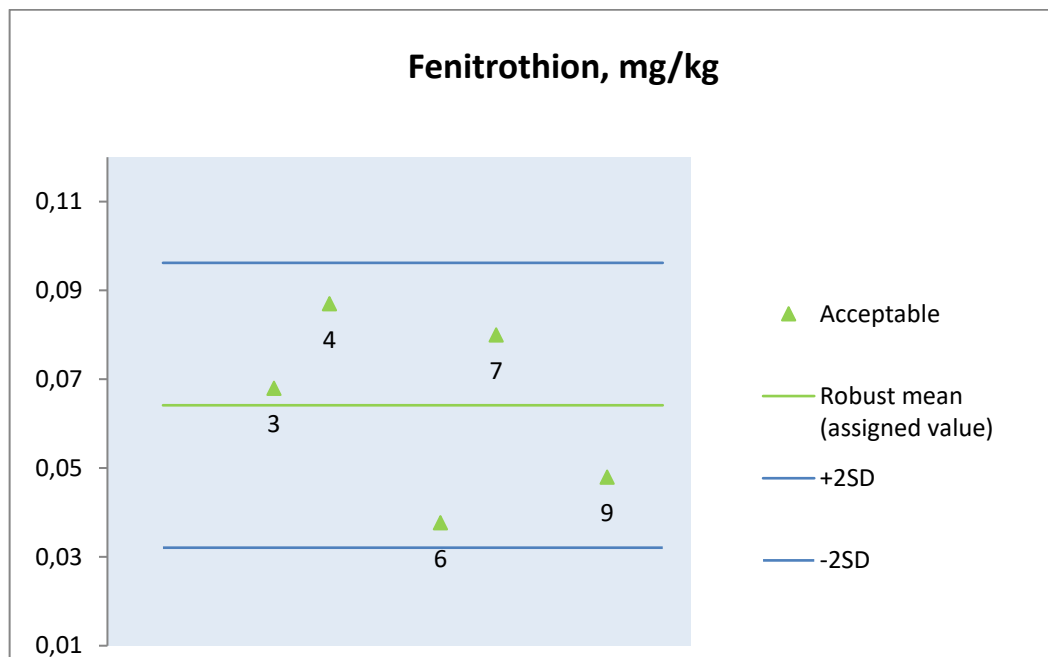 Fenitrothion, mg/kg
0,11
0,09
0,07
0,05
0,03
0,01
4
7
3
9
6
Acceptable
Robust mean
(assigned value)
+2SD
-2SD